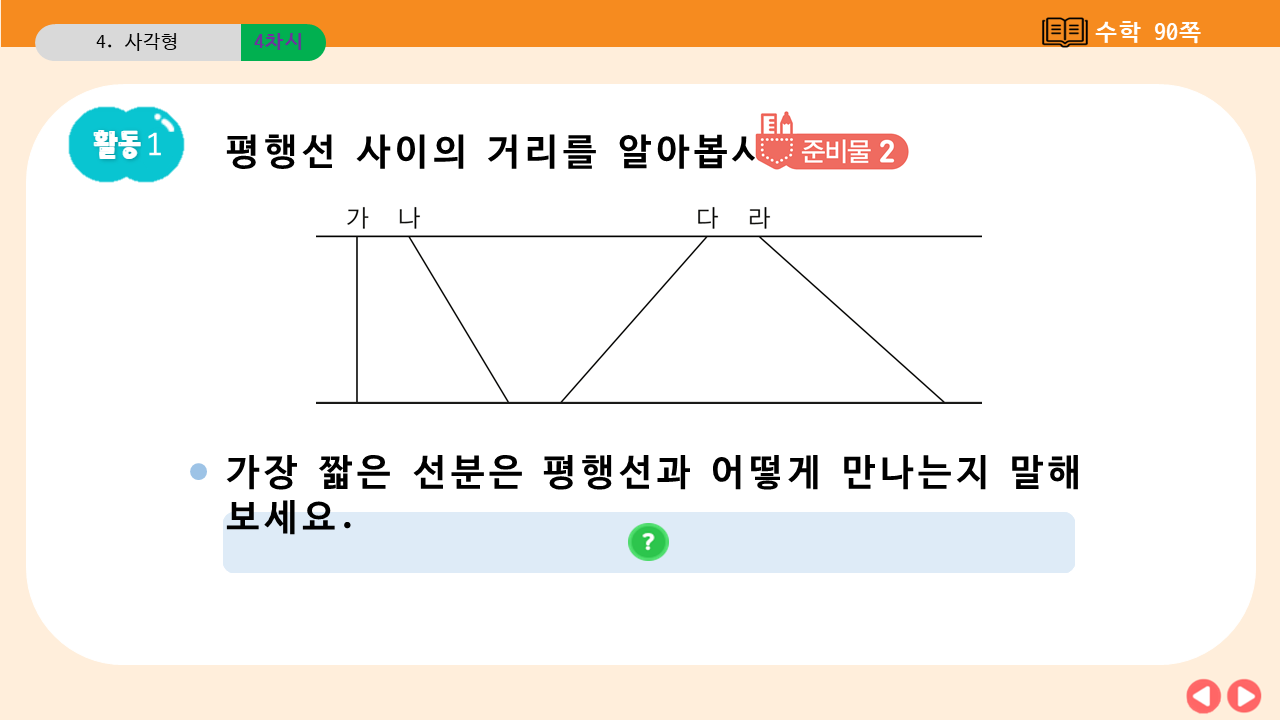 4. 사각형 4차시
수학 90쪽
활동 1
평행선 사이의 거리를 알아봅시
준비물 2
가 나 다 라
가장 짧은 선분은 평행선과 어떻게 만나는지 말해
보세요.
?